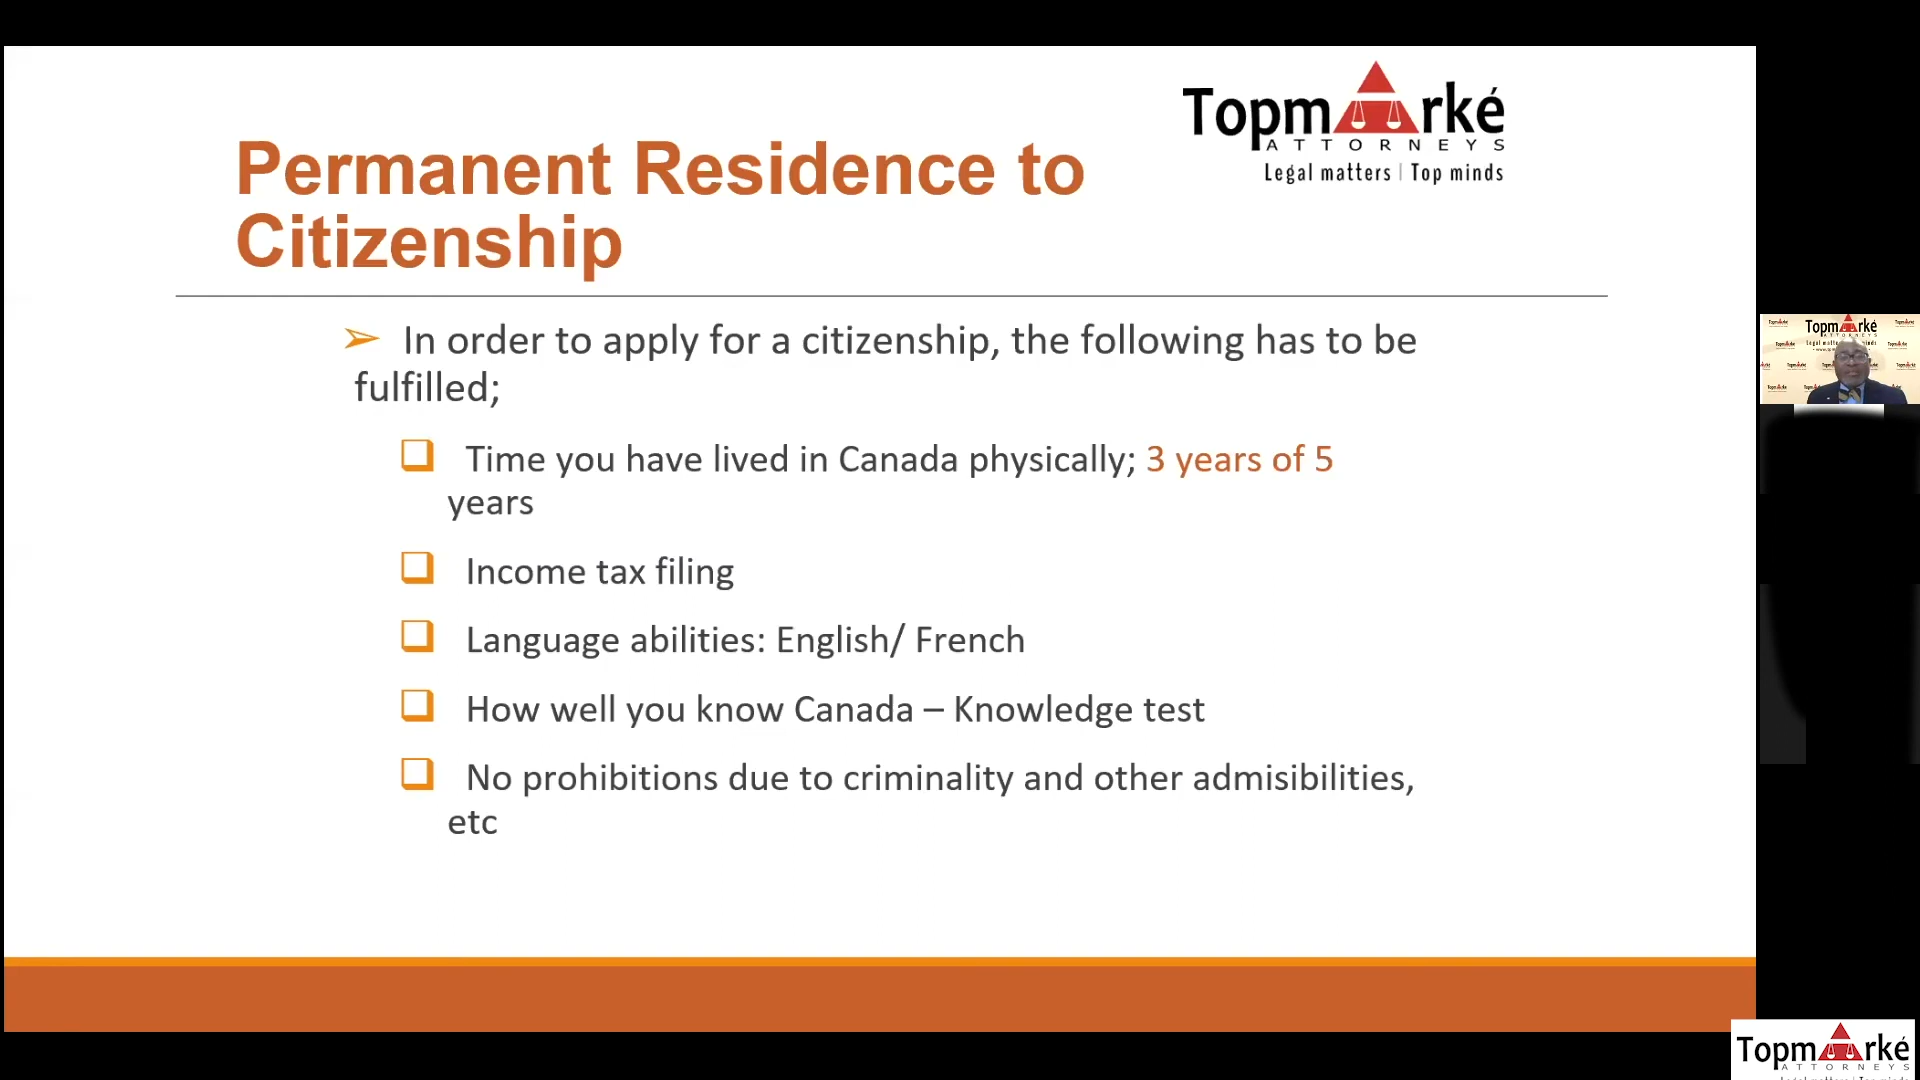 Topmarké
ATTORNEYS
Legal matters | Top minds
Permanent Residence to
Citizenship
➢ In order to apply for a citizenship, the following has to be
fulfilled;
❑ Time you have lived in Canada physically; 3 years of 5
years
❑ Income tax filing
❑ Language abilities: English/ French
❑ How well you know Canada – Knowledge test
❑ No prohibitions due to criminality and other admisibilities,
etc
Topmarké
ATTORNEYS
Topmarké
ATTORNEYS